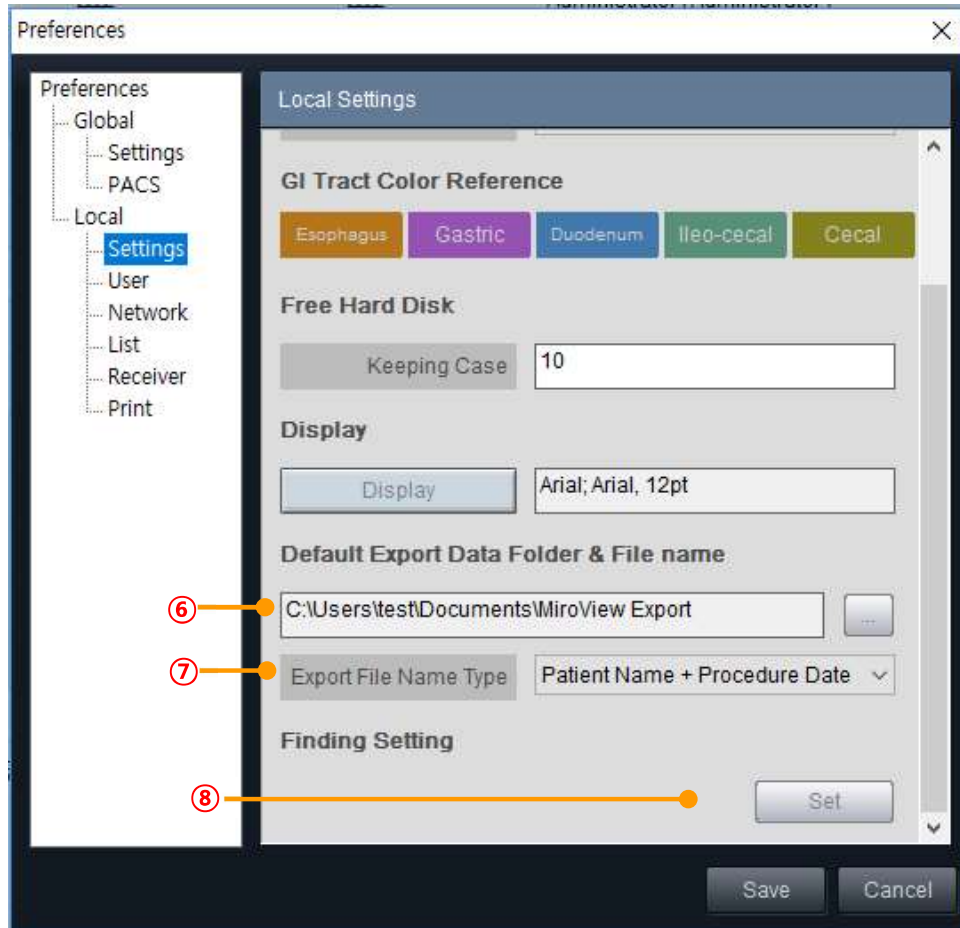 Preferences
Preferences
Global
Settings
PACS
Local
Settings
User
Network
List
Receiver
Print
Local Settings
GI Tract Color Reference
Esophagus Gastric Duodenum Ileo-cecal Cecal
Free Hard Disk
Keeping Case 10
Display
Display Arial; Arial, 12pt
Default Export Data Folder & File name
⑥ C:\Users\test\Documents\MiroView Export ...
⑦ Export File Name Type Patient Name + Procedure Date
Finding Setting
⑧ Set
Save Cancel